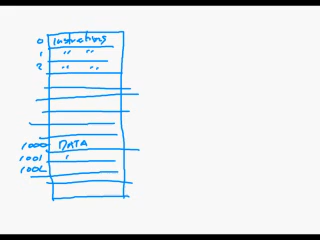 0 Instructions
1 " "
2 " "
1000 DATA
1001 "
1002